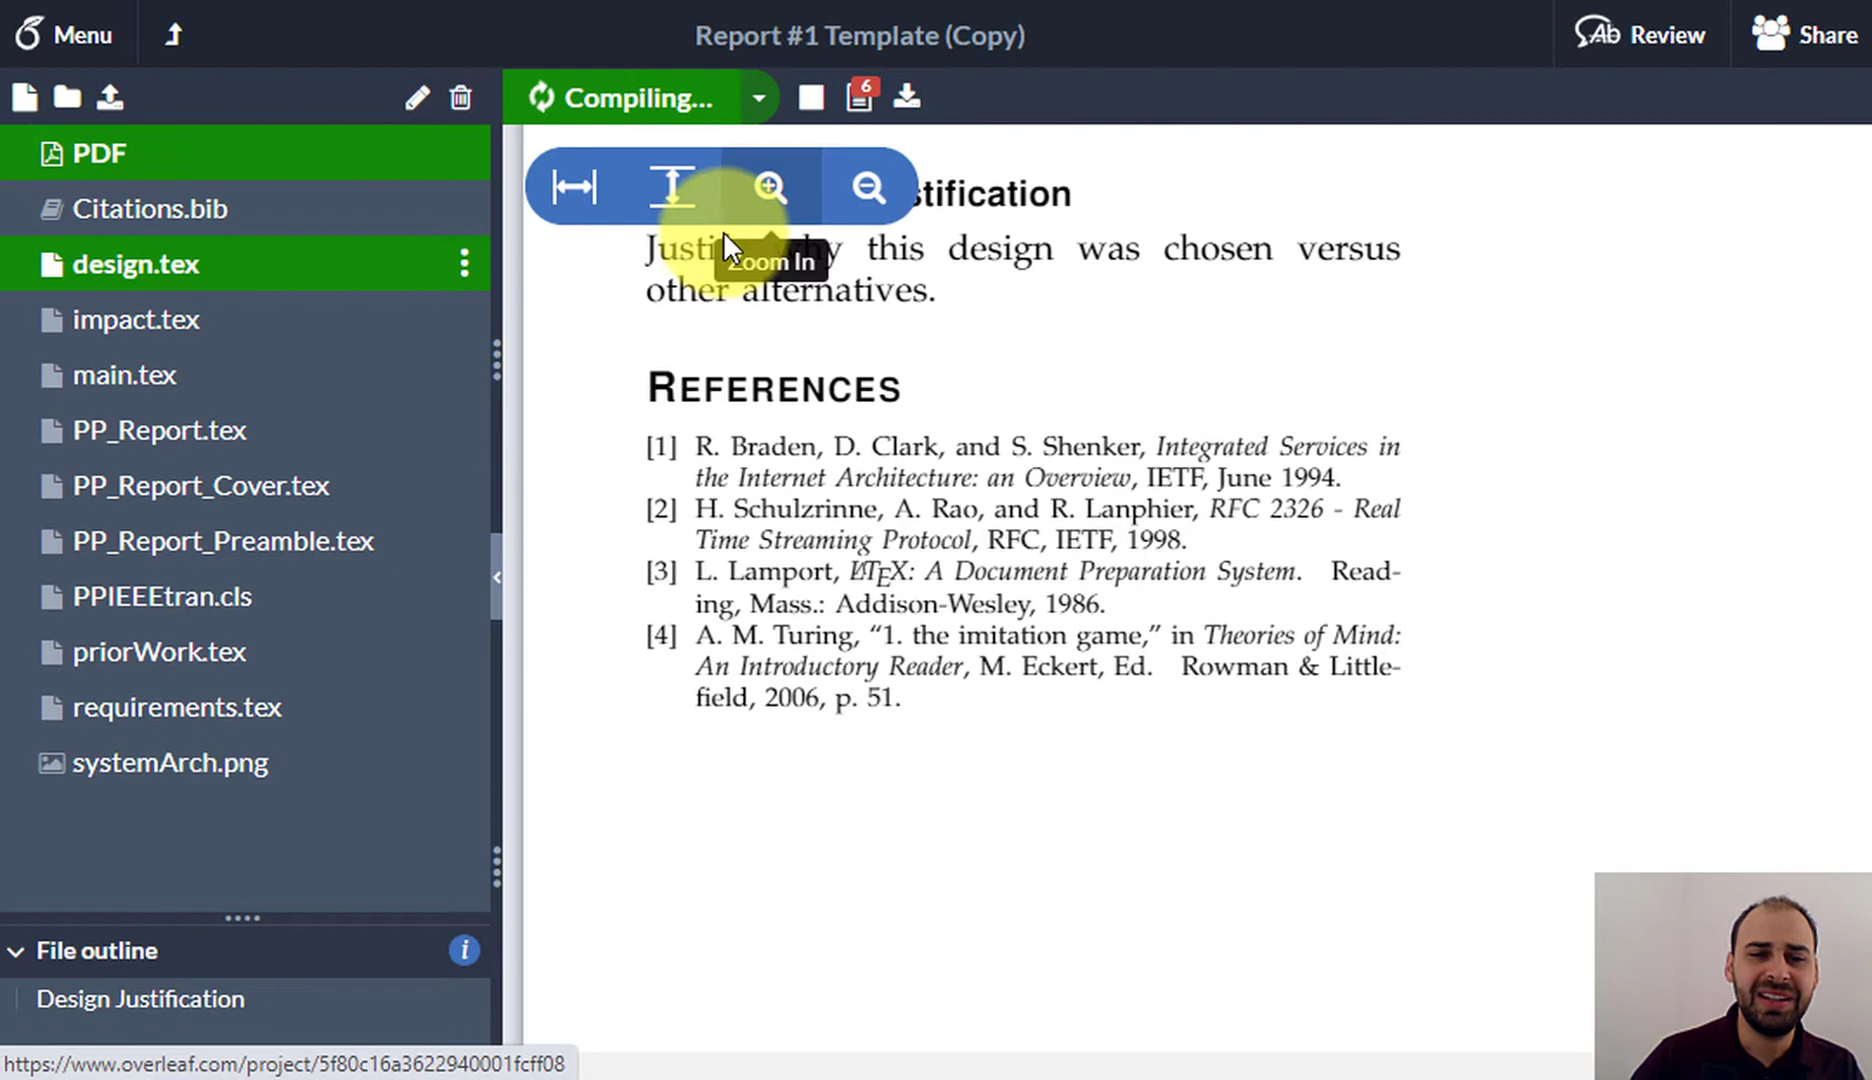 Menu
Report #1 Template (Copy)
Ab Review
Share
Compiling...
6
PDF
Citations.bib
design.tex
impact.tex
main.tex
PP_Report.tex
PP_Report_Cover.tex
PP_Report_Preamble.tex
PPIEEEtran.cls
priorWork.tex
requirements.tex
systemArch.png
File outline
i
Design Justification
https://www.overleaf.com/project/5f80c16a3622940001fcff08
Zoom In
stification
this design was chosen versus
other alternatives.
REFERENCES
[1] R. Braden, D. Clark, and S. Shenker, Integrated Services in
the Internet Architecture: an Overview, IETF, June 1994.
[2] H. Schulzrinne, A. Rao, and R. Lanphier, RFC 2326 - Real
Time Streaming Protocol, RFC, IETF, 1998.
[3] L. Lamport, LATEX: A Document Preparation System. Read-
ing, Mass.: Addison-Wesley, 1986.
[4] A. M. Turing, “1. the imitation game,” in Theories of Mind:
An Introductory Reader, M. Eckert, Ed. Rowman & Little-
field, 2006, p. 51.